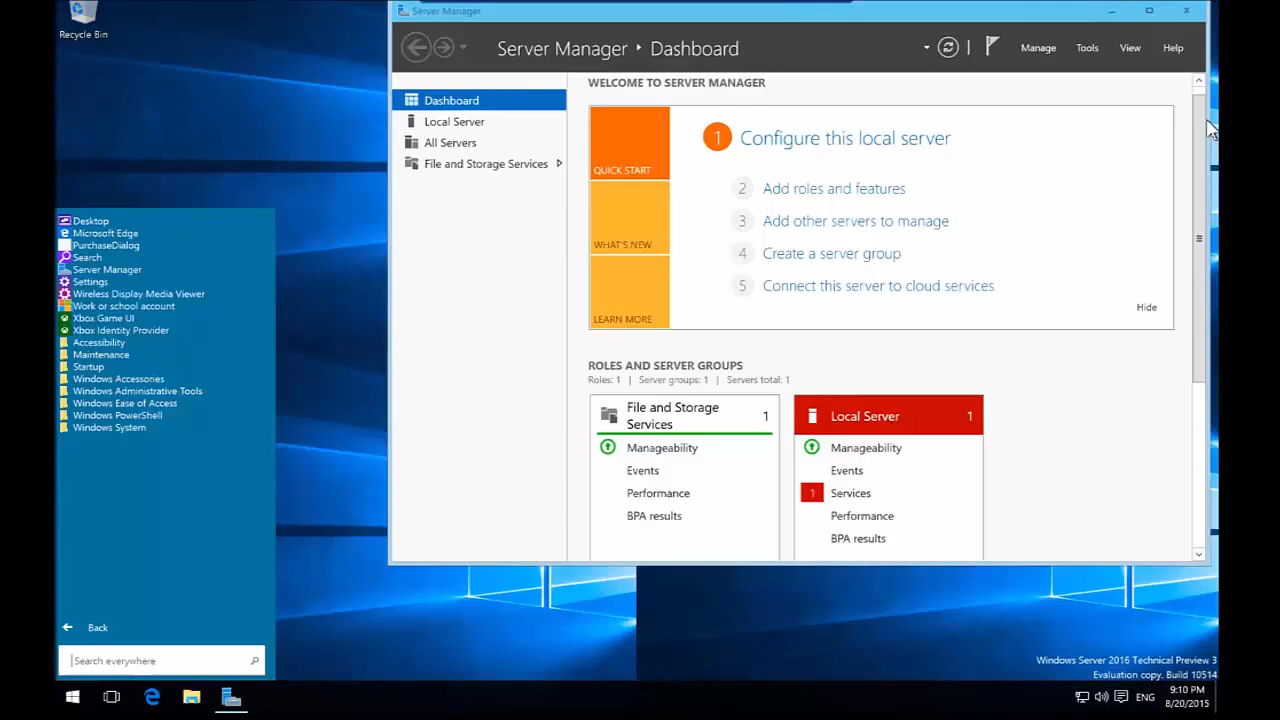 Recycle Bin
Server Manager
Server Manager ‣ Dashboard
Manage
Tools
View
Help
Dashboard
Local Server
All Servers
File and Storage Services
WELCOME TO SERVER MANAGER
QUICK START
WHAT'S NEW
LEARN MORE
1 Configure this local server
2 Add roles and features
3 Add other servers to manage
4 Create a server group
5 Connect this server to cloud services
Hide
ROLES AND SERVER GROUPS
Roles: 1 | Server groups: 1 | Servers total: 1
File and Storage
Services
1
Manageability
Events
Performance
BPA results
Local Server 1
Manageability
Events
1 Services
Performance
BPA results
Desktop
Microsoft Edge
PurchaseDialog
Search
Server Manager
Settings
Wireless Display Media Viewer
Work or school account
Xbox Game UI
Xbox Identity Provider
Accessibility
Maintenance
Startup
Windows Accessories
Windows Administrative Tools
Windows Ease of Access
Windows PowerShell
Windows System
Back
Search everywhere
Windows Server 2016 Technical Preview 3
Evaluation copy. Build 10514
ENG
9:10 PM
8/20/2015